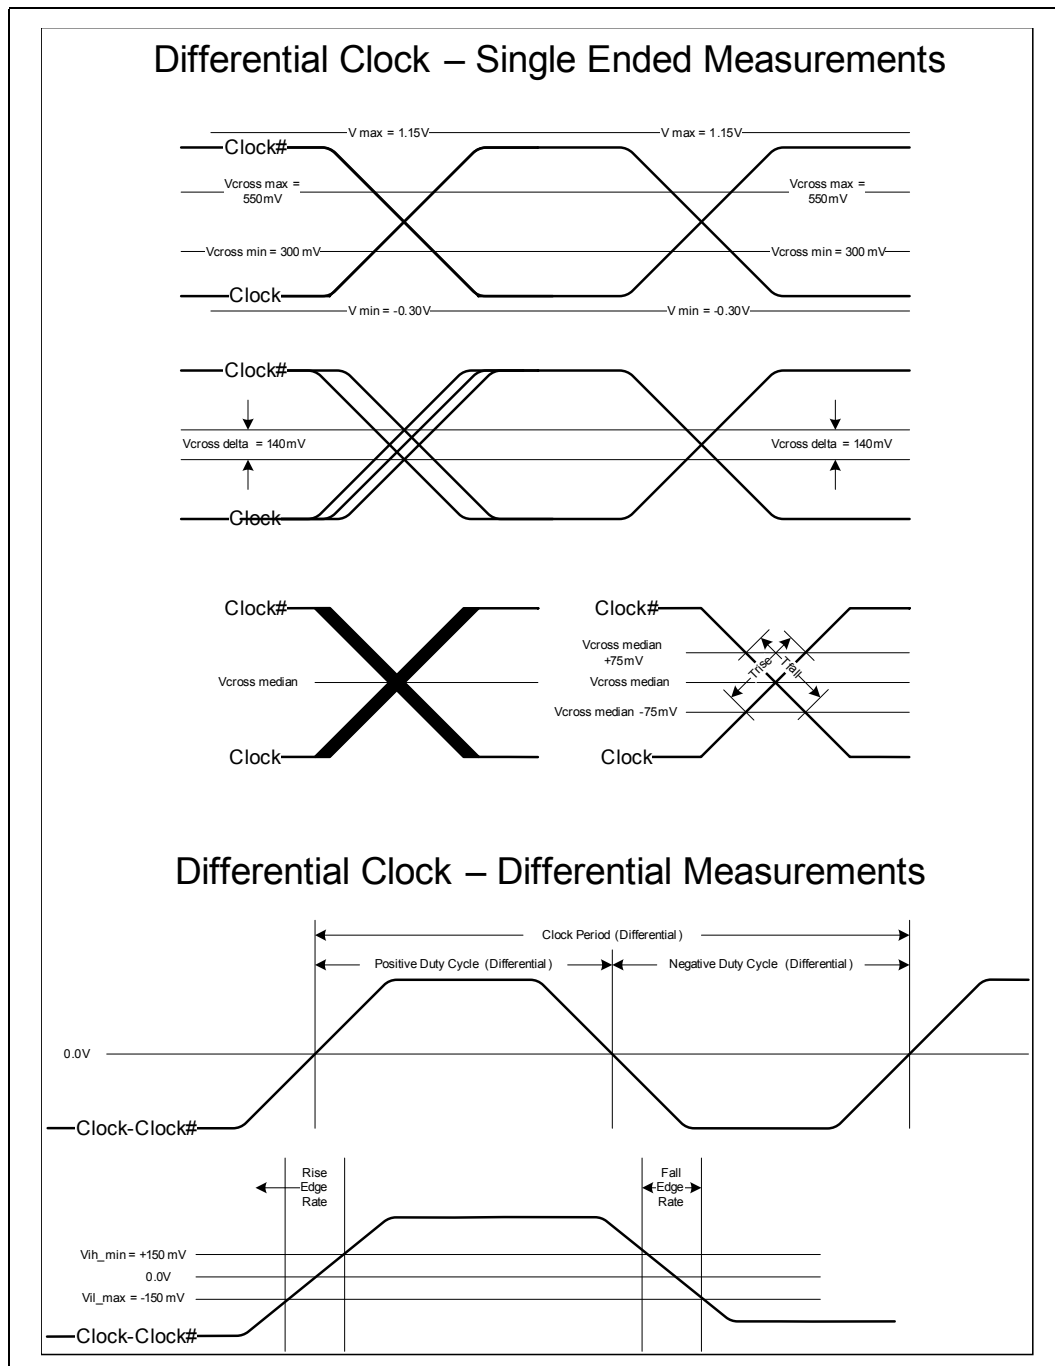 Differential Clock – Single Ended Measurements
V max = 1.15V
V max = 1.15V
Clock#
Vcross max =
550mV
Vcross max =
550mV
Vcross min = 300 mV
Vcross min = 300 mV
Clock
V min = -0.30V
V min = -0.30V
Clock#
Vcross delta = 140mV
Vcross delta = 140mV
Clock
Clock#
Vcross median
Clock
Clock#
Vcross median
+75mV
Trise
Tfall
Vcross median
Vcross median -75mV
Clock
Differential Clock – Differential Measurements
Clock Period (Differential)
Positive Duty Cycle (Differential)
Negative Duty Cycle (Differential)
0.0V
Clock-Clock#
Rise
Edge
Rate
Fall
Edge
Rate
Vih_min = +150 mV
0.0V
Vil_max = -150 mV
Clock-Clock#